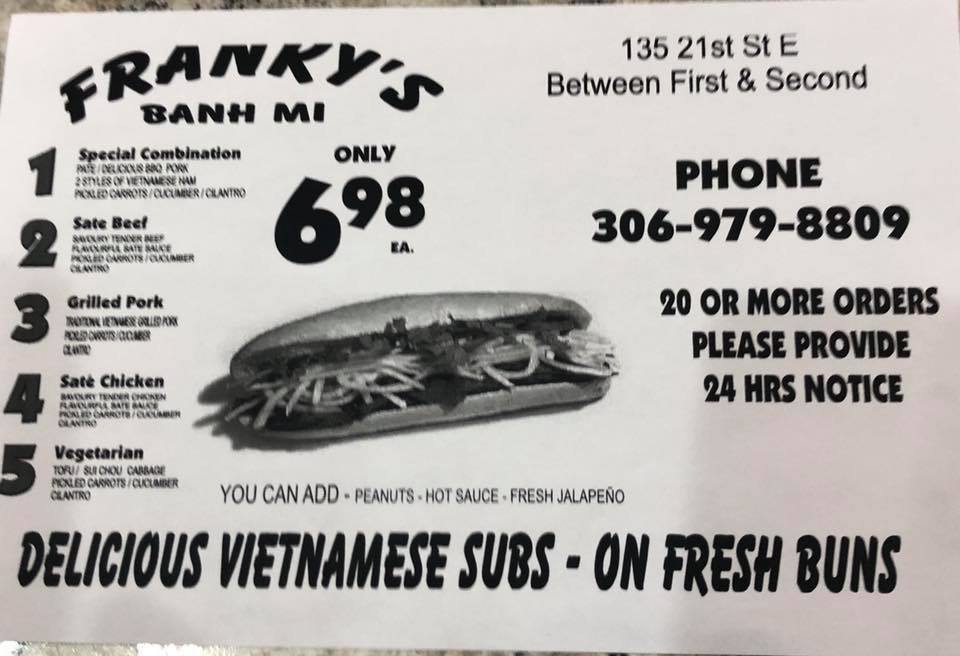 FRANKY'S
BANH MI
135 21st St E
Between First & Second
PHONE
306-979-8809
20 OR MORE ORDERS
PLEASE PROVIDE
24 HRS NOTICE
ONLY
6 98
EA.
1 Special Combination
PATE / DELICIOUS BBQ PORK
2 STYLES OF VIETNAMESE HAM
PICKLED CARROTS / CUCUMBER / CILANTRO
2 Sate Beef
SAVOURY TENDER BEEF
FLAVOURFUL SATE SAUCE
PICKLED CARROTS / CUCUMBER
CILANTRO
3 Grilled Pork
TRADITIONAL VIETNAMESE GRILLED PORK
PICKLED CARROTS / CUCUMBER
CILANTRO
4 Satè Chicken
SAVOURY TENDER CHICKEN
FLAVOURFUL SATE SAUCE
PICKLED CARROTS / CUCUMBER
CILANTRO
5 Vegetarian
TOFU / SUI CHOU CABBAGE
PICKLED CARROTS / CUCUMBER
CILANTRO
YOU CAN ADD - PEANUTS - HOT SAUCE - FRESH JALAPEÑO
DELICIOUS VIETNAMESE SUBS - ON FRESH BUNS